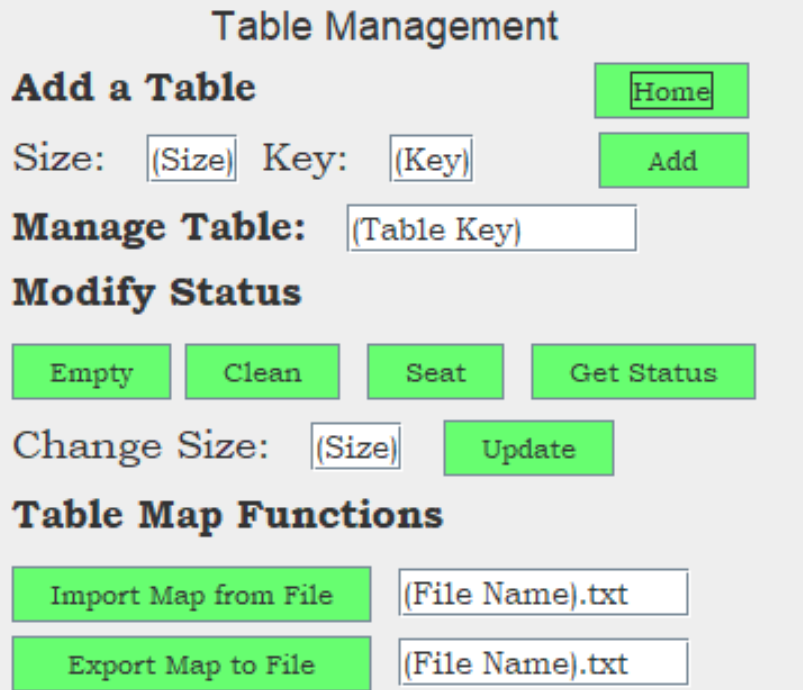 Table Management
Add a Table Home
Size: (Size) Key: (Key) Add
Manage Table: (Table Key)
Modify Status
Empty Clean Seat Get Status
Change Size: (Size) Update
Table Map Functions
Import Map from File (File Name).txt
Export Map to File (File Name).txt